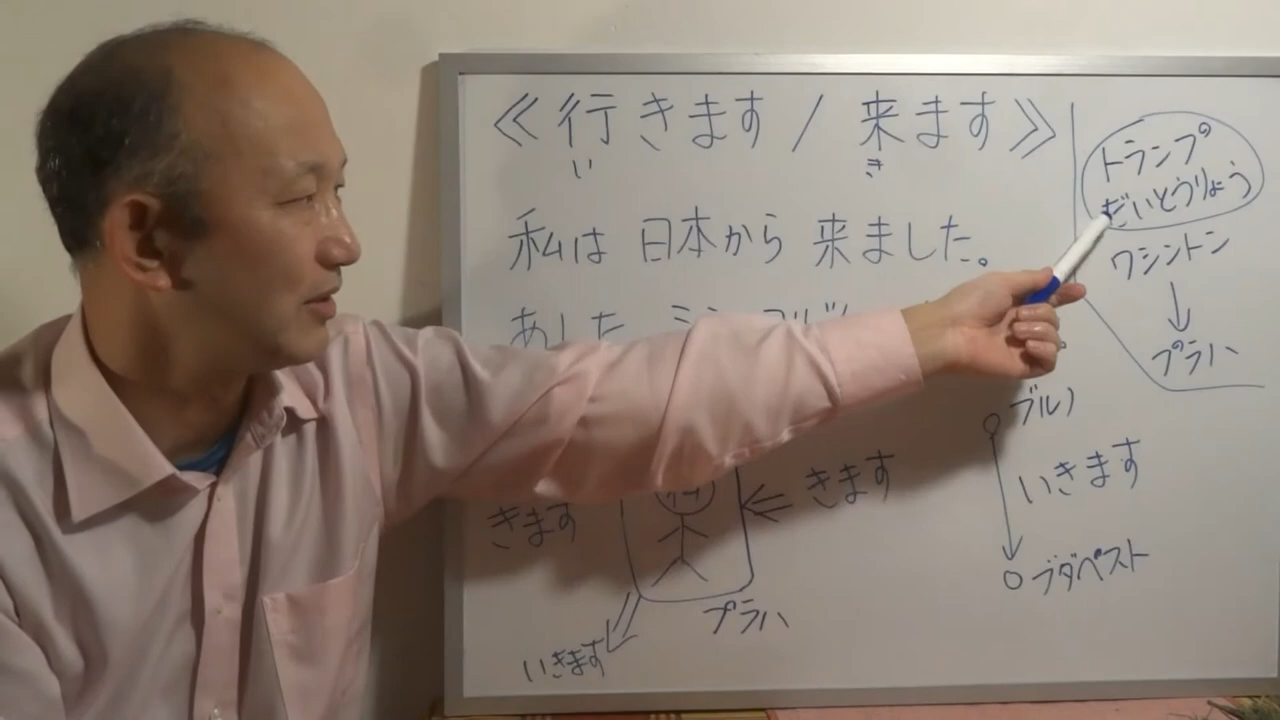 ≪行きます / 来ます≫
い き
私は 日本から 来ました。
あした ミュ
きます
きます
プラハ
いきます
トランプ
だいとうりょう
ワシントン
↓
プラハ
ブルノ
いきます
ブダペスト